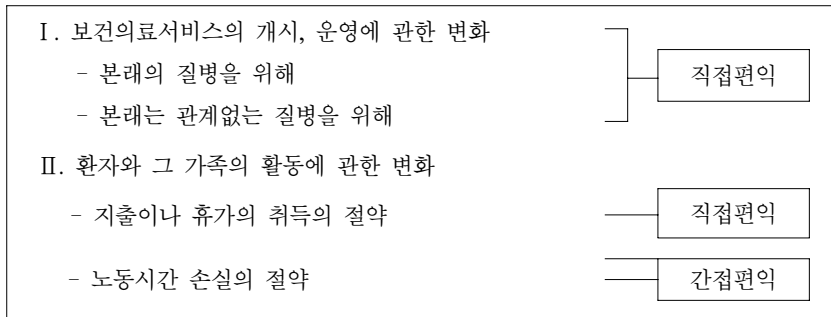 Ⅰ. 보건의료서비스의 개시, 운영에 관한 변화
- 본래의 질병을 위해
직접편익
- 본래는 관계없는 질병을 위해
Ⅱ. 환자와 그 가족의 활동에 관한 변화
- 지출이나 휴가의 취득의 절약
직접편익
- 노동시간 손실의 절약
간접편익